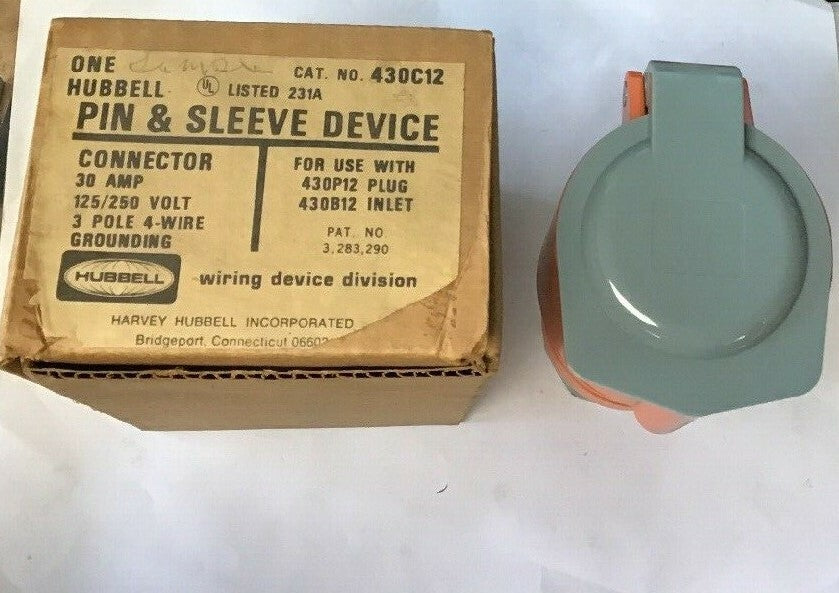 ONE Sample CAT. NO. 430C12
HUBBELL UL LISTED 231A
PIN & SLEEVE DEVICE
CONNECTOR
30 AMP
125/250 VOLT
3 POLE 4-WIRE
GROUNDING
FOR USE WITH
430P12 PLUG
430B12 INLET
PAT. NO
3,283,290
HUBBELL wiring device division
HARVEY HUBBELL INCORPORATED
Bridgeport, Connecticut 06602